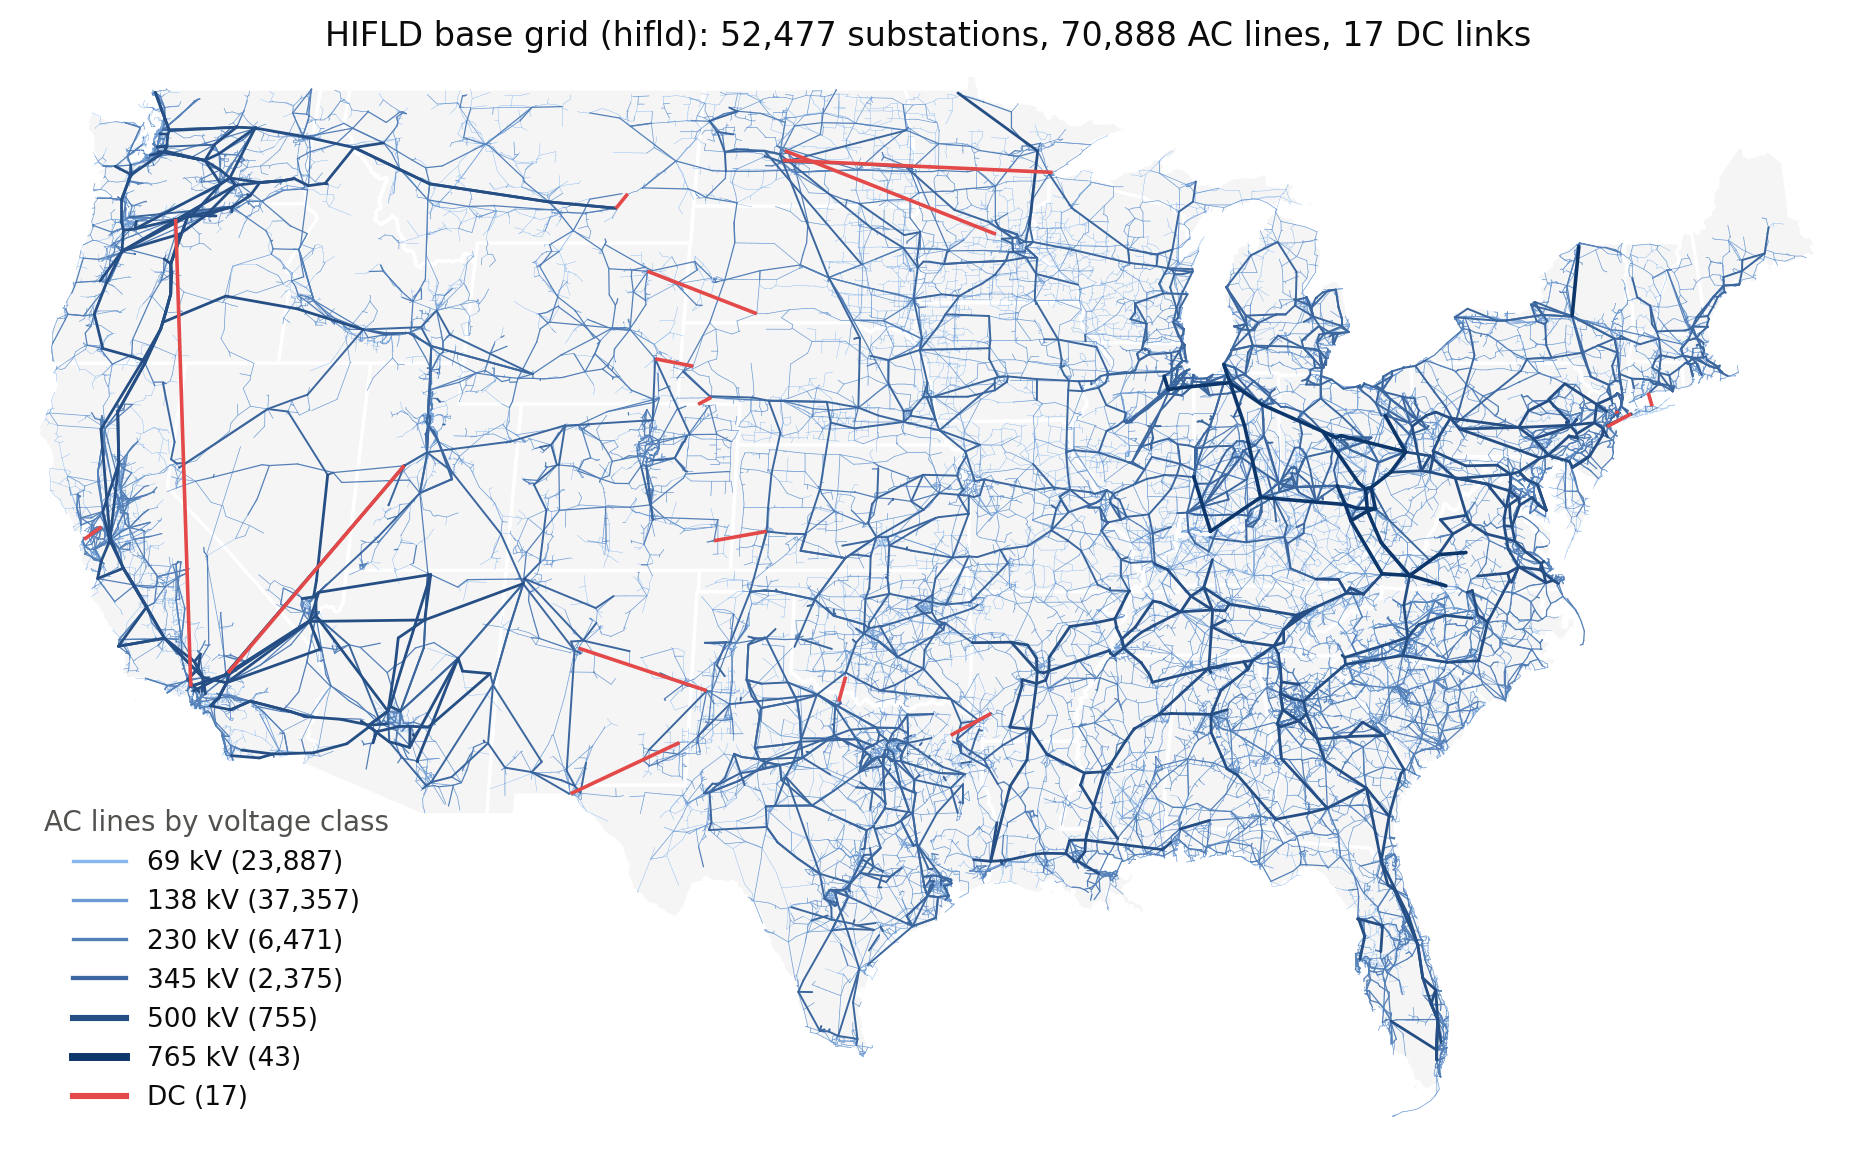 HIFLD base grid (hifld): 52,477 substations, 70,888 AC lines, 17 DC links
AC lines by voltage class
69 kV (23,887)
138 kV (37,357)
230 kV (6,471)
345 kV (2,375)
500 kV (755)
765 kV (43)
DC (17)